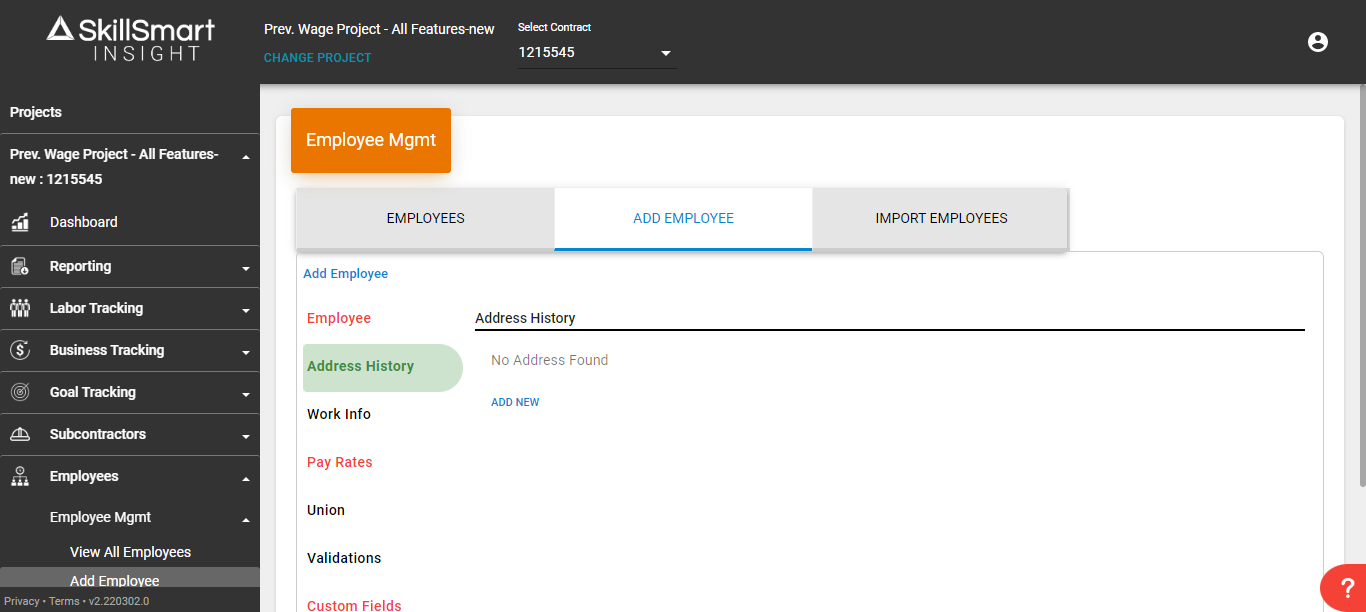 SkillSmart
INSIGHT
Prev. Wage Project - All Features-new
CHANGE PROJECT
Select Contract
1215545
Projects
Prev. Wage Project - All Features-
new : 1215545
Dashboard
Reporting
Labor Tracking
Business Tracking
Goal Tracking
Subcontractors
Employees
Employee Mgmt
View All Employees
Add Employee
Privacy • Terms • v2.220302.0
Employee Mgmt
EMPLOYEES
ADD EMPLOYEE
IMPORT EMPLOYEES
Add Employee
Employee
Address History
Work Info
Pay Rates
Union
Validations
Custom Fields
Address History
No Address Found
ADD NEW
?